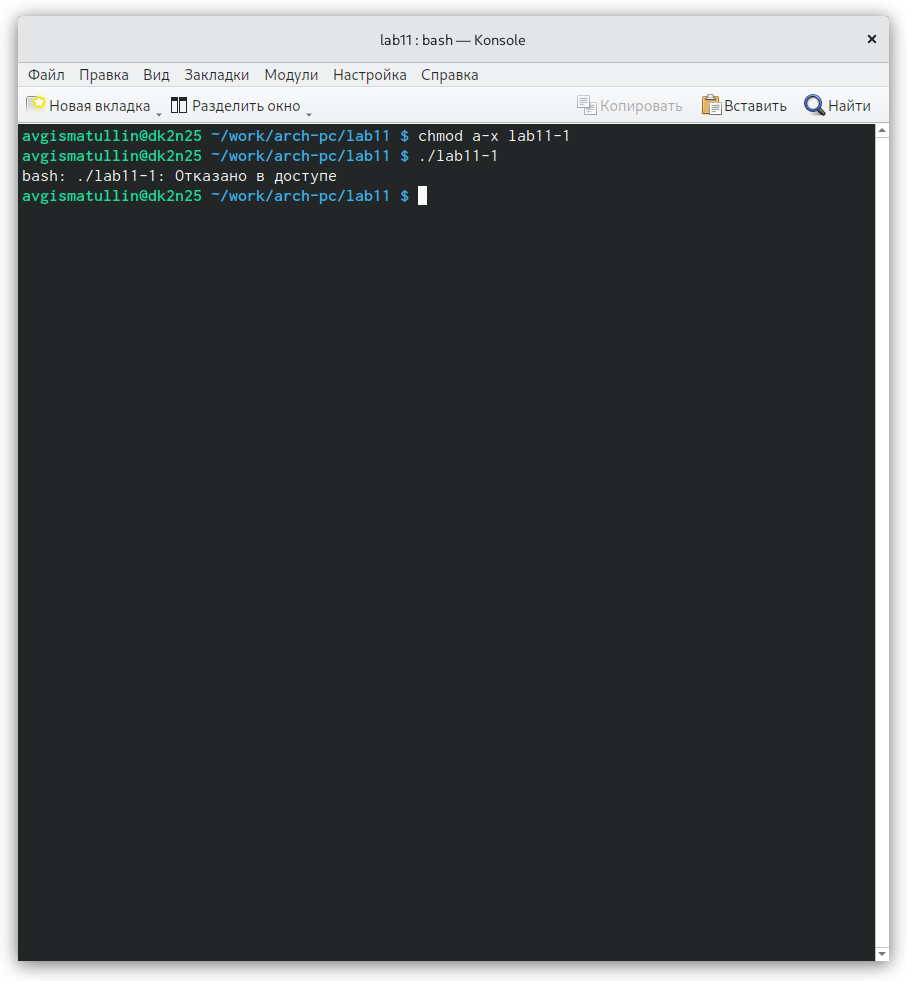 lab11 : bash — Konsole
Файл Правка Вид Закладки Модули Настройка Справка
Новая вкладка Разделить окно Копировать Вставить Найти
avgismatullin@dk2n25 ~/work/arch-pc/lab11 $ chmod a-x lab11-1
avgismatullin@dk2n25 ~/work/arch-pc/lab11 $ ./lab11-1
bash: ./lab11-1: Отказано в доступе
avgismatullin@dk2n25 ~/work/arch-pc/lab11 $